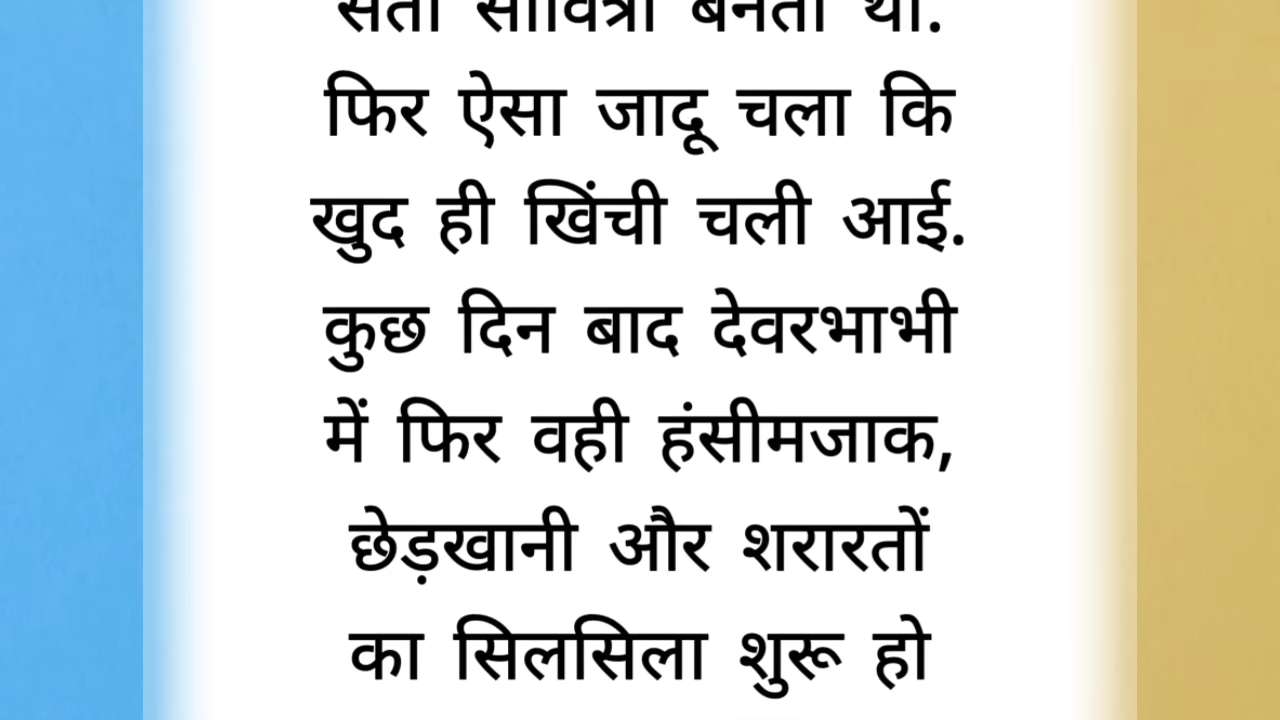 सती सावित्री बनती थी.
फिर ऐसा जादू चला कि
खुद ही खिंची चली आई.
कुछ दिन बाद देवरभाभी
में फिर वही हंसीमजाक,
छेड़खानी और शरारतों
का सिलसिला शुरू हो